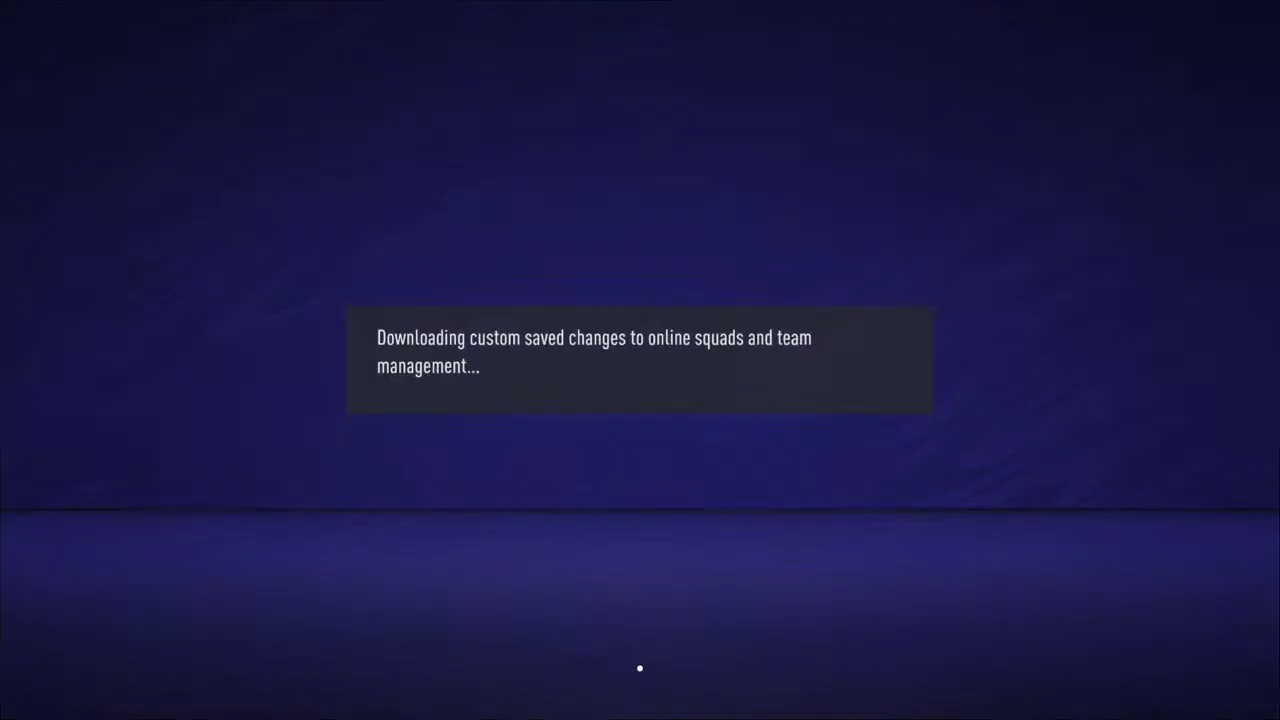 Downloading custom saved changes to online squads and team
management...